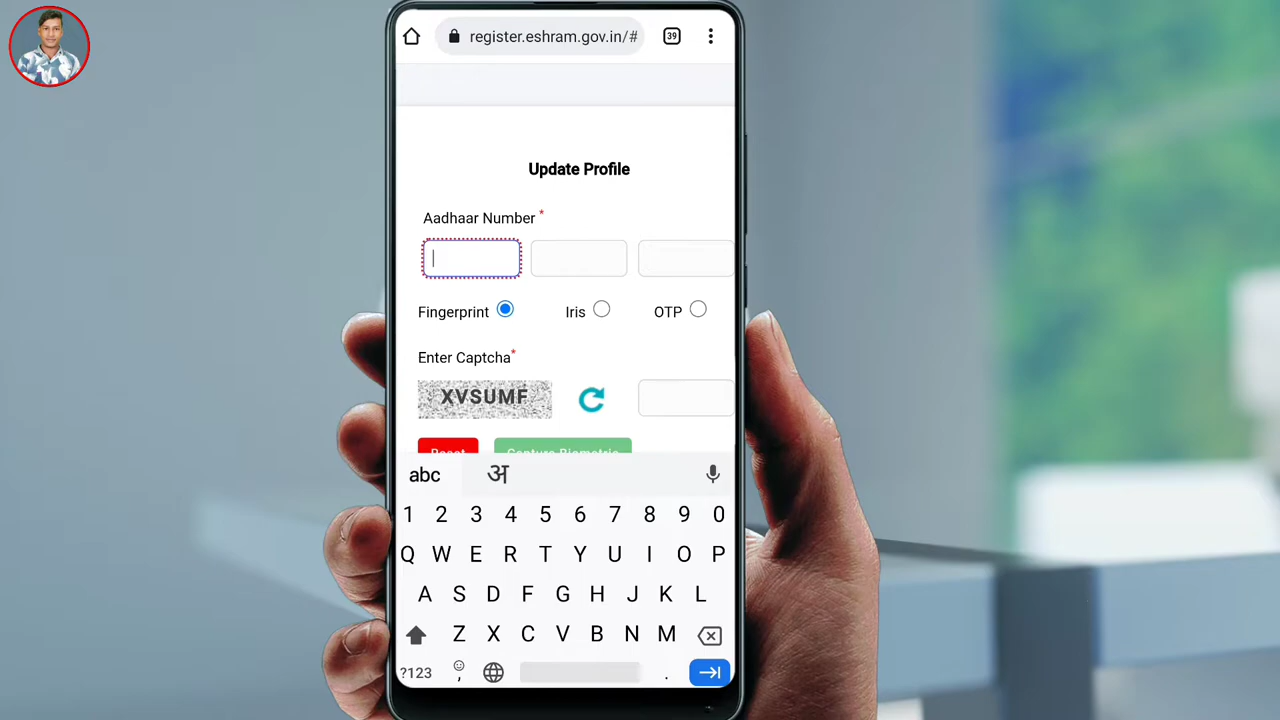 register.eshram.gov.in/# 39
Update Profile
Aadhaar Number *
Fingerprint Iris OTP
Enter Captcha*
XVSUMF
Reset Capture Biometric
abc अ
1 2 3 4 5 6 7 8 9 0
Q W E R T Y U I O P
A S D F G H J K L
Z X C V B N M
?123 , .